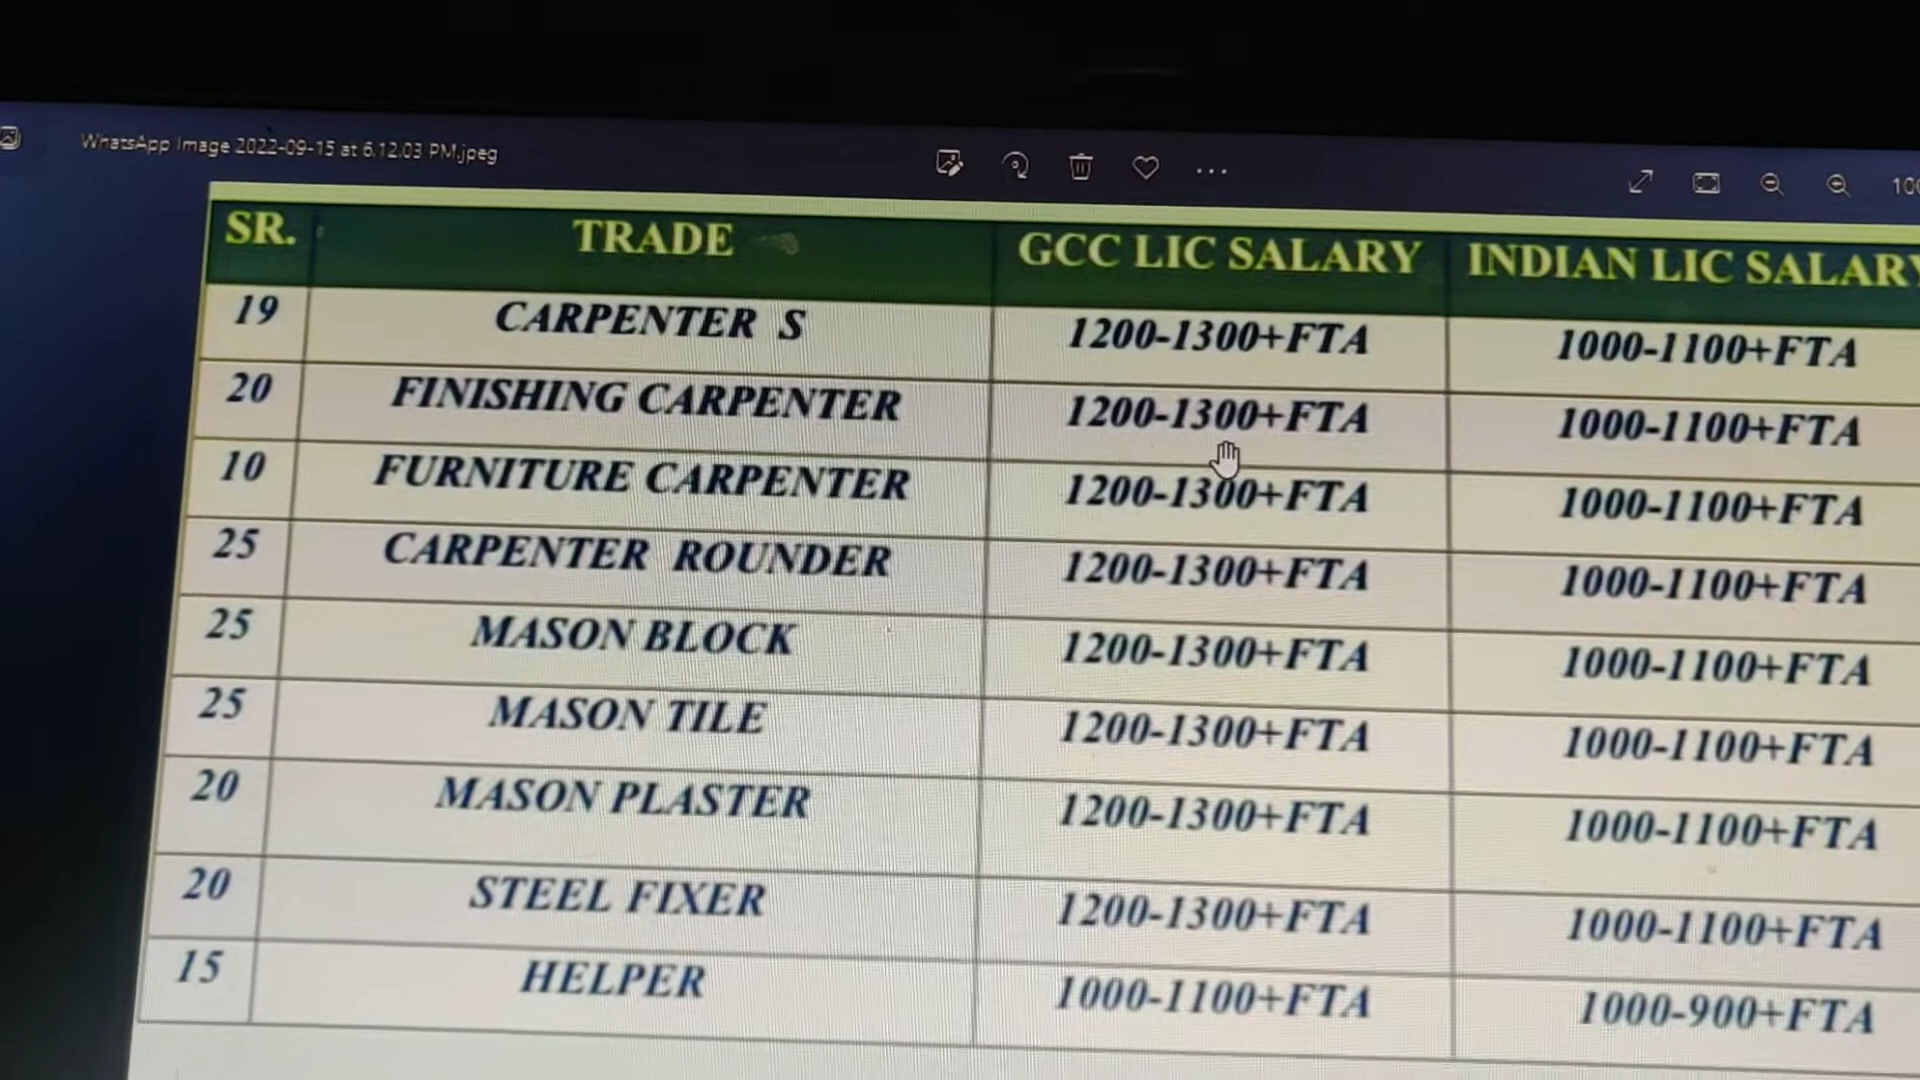 WhatsApp Image 2022-09-15 at 6.12.03 PM.jpeg
SR. TRADE GCC LIC SALARY INDIAN LIC SALARY
19 CARPENTER S 1200-1300+FTA 1000-1100+FTA
20 FINISHING CARPENTER 1200-1300+FTA 1000-1100+FTA
10 FURNITURE CARPENTER 1200-1300+FTA 1000-1100+FTA
25 CARPENTER ROUNDER 1200-1300+FTA 1000-1100+FTA
25 MASON BLOCK 1200-1300+FTA 1000-1100+FTA
25 MASON TILE 1200-1300+FTA 1000-1100+FTA
20 MASON PLASTER 1200-1300+FTA 1000-1100+FTA
20 STEEL FIXER 1200-1300+FTA 1000-1100+FTA
15 HELPER 1000-1100+FTA 1000-900+FTA